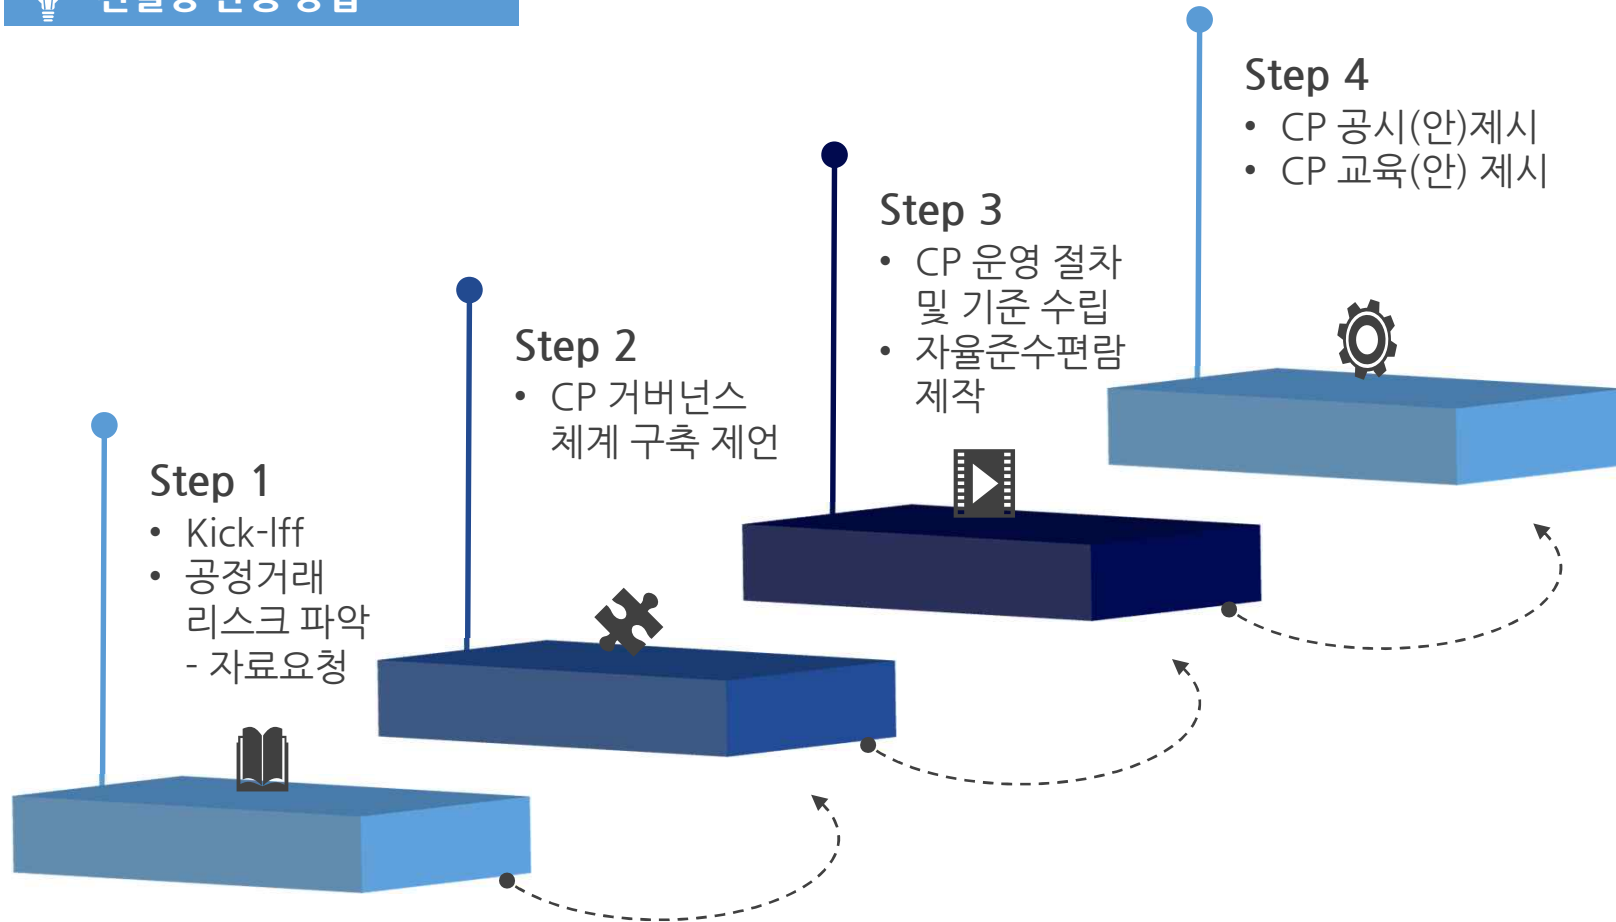 Step 1
• Kick-lff
• 공정거래
리스크 파악
- 자료요청
Step 2
• CP 거버넌스
체계 구축 제언
Step 3
• CP 운영 절차
및 기준 수립
• 자율준수편람
제작
Step 4
• CP 공시(안)제시
• CP 교육(안) 제시